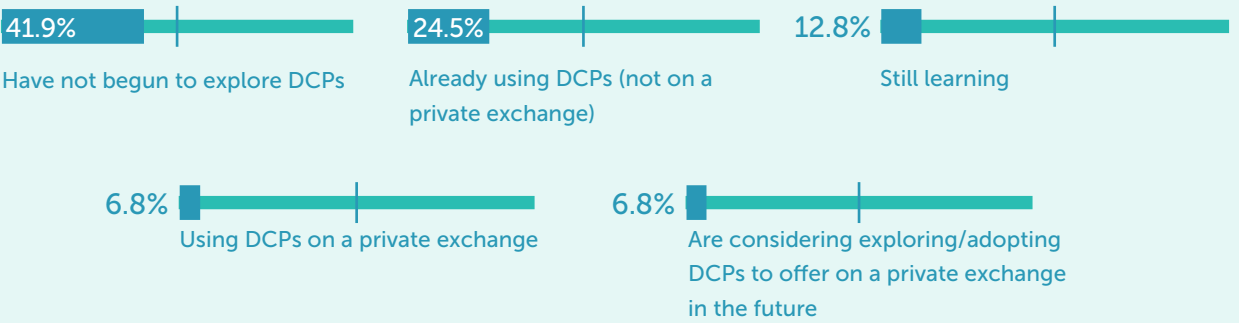 41.9%
Have not begun to explore DCPs
24.5%
Already using DCPs (not on a
private exchange)
12.8%
Still learning
6.8%
Using DCPs on a private exchange
6.8%
Are considering exploring/adopting
DCPs to offer on a private exchange
in the future